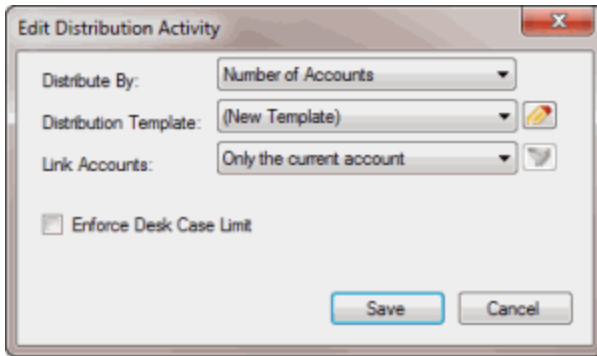 Edit Distribution Activity
Distribute By: Number of Accounts
Distribution Template: (New Template)
Link Accounts: Only the current account
Enforce Desk Case Limit
Save Cancel